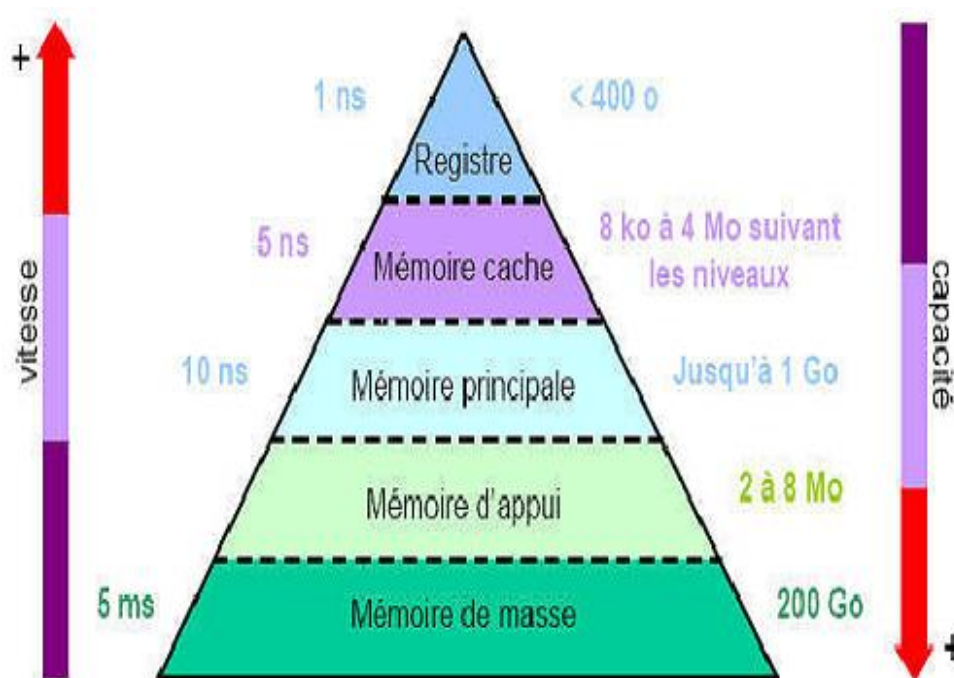 +
1 ns
< 400 o
Registre
5 ns
Mémoire cache
8 ko à 4 Mo suivant
les niveaux
vitesse
capacité
10 ns
Mémoire principale
Jusqu'à 1 Go
Mémoire d'appui
2 à 8 Mo
5 ms
Mémoire de masse
200 Go
+